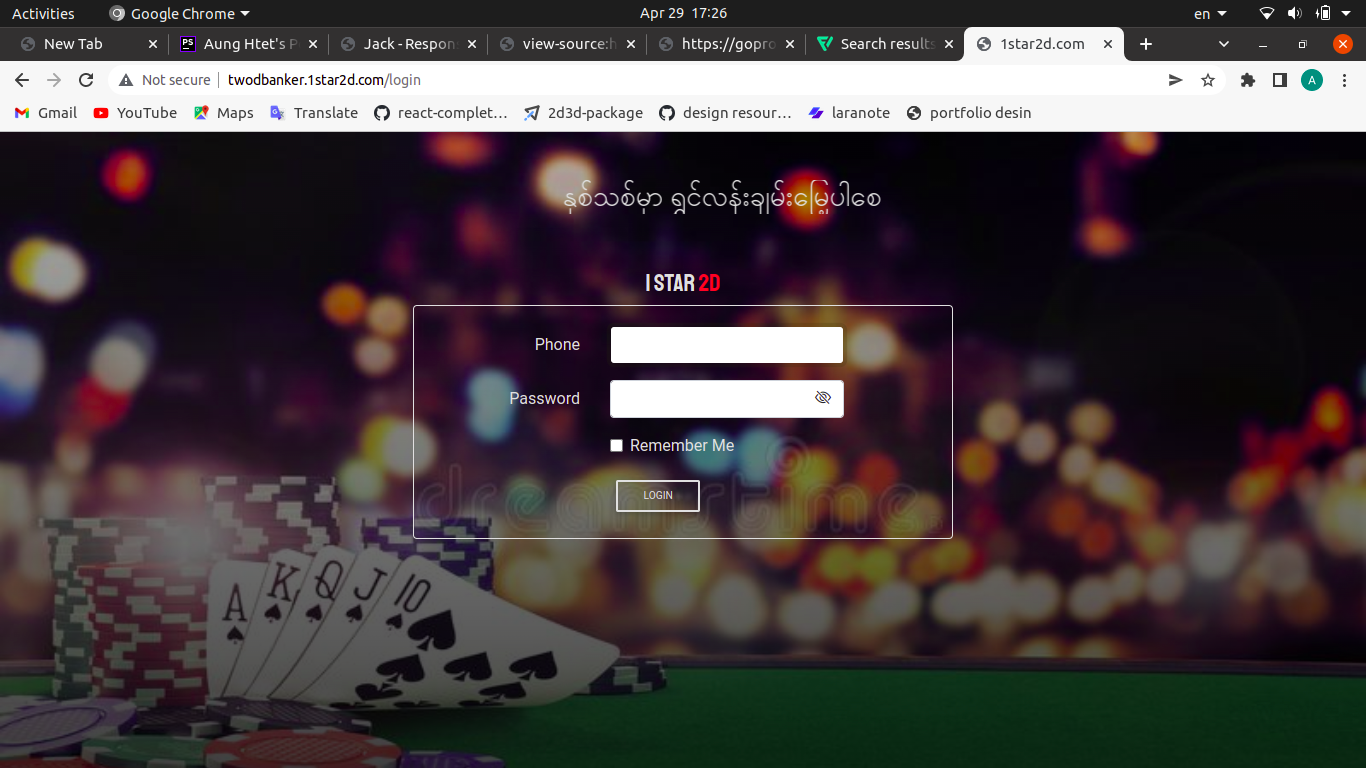 Activities
Google Chrome
Apr 29 17:26
en
New Tab
Aung Htet's P
Jack - Respons
view-source:h
https://gopro
Search results
1star2d.com
Not secure
twodbanker.1star2d.com/login
A
Gmail
YouTube
Maps
Translate
react-complet…
2d3d-package
design resour…
laranote
portfolio desin
နှစ်သစ်မှာ ရွှင်လန်းချမ်းမြေ့ပါစေ
1 STAR 2D
Phone
Password
Remember Me
LOGIN
dreamstime
A K Q J 10